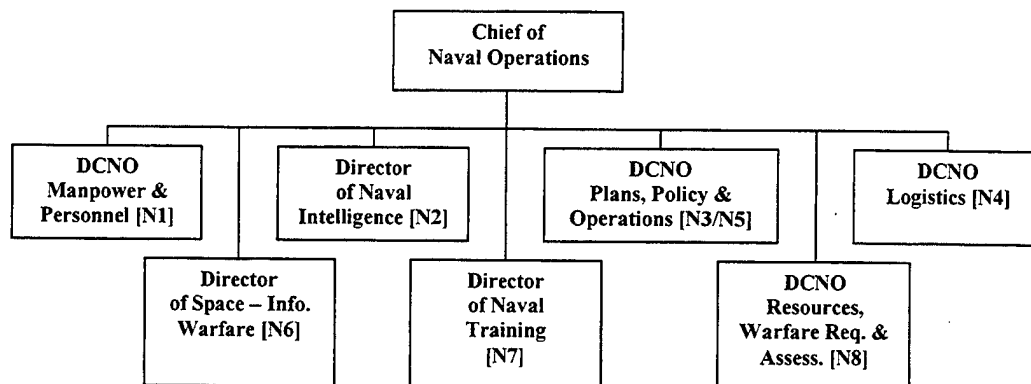 Chief of
Naval Operations
DCNO
Manpower &
Personnel [N1]
Director
of Naval
Intelligence [N2]
DCNO
Plans, Policy &
Operations [N3/N5]
DCNO
Logistics [N4]
Director
of Space – Info.
Warfare [N6]
Director
of Naval
Training
[N7]
DCNO
Resources,
Warfare Req. &
Assess. [N8]